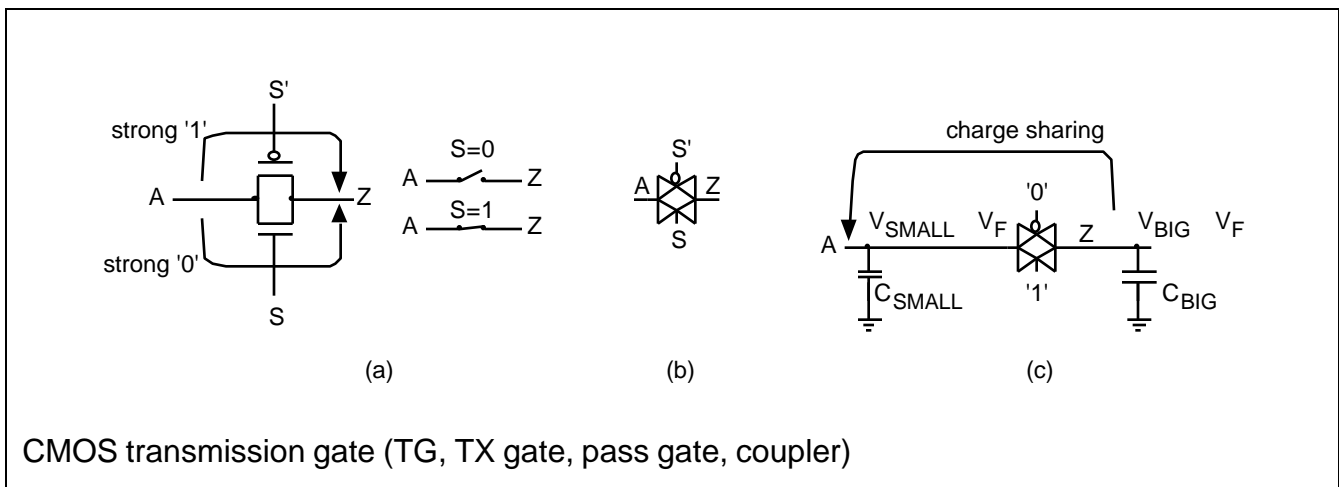 S'
strong '1'
A
Z
strong '0'
S
S=0
A Z
S=1
A Z
(a)
S'
A Z
S
(b)
charge sharing
'0'
V_SMALL V_F Z V_BIG V_F
A
C_SMALL '1' C_BIG
(c)
CMOS transmission gate (TG, TX gate, pass gate, coupler)